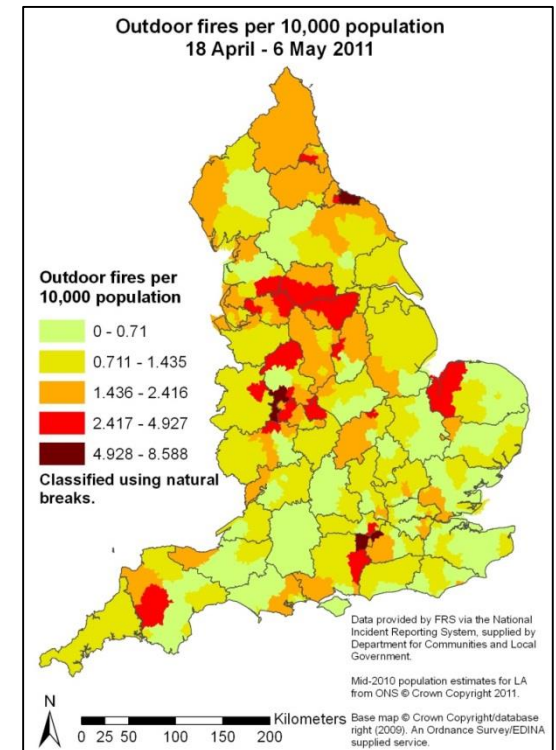 Outdoor fires per 10,000 population
18 April - 6 May 2011
Outdoor fires per
10,000 population
0 - 0.71
0.711 - 1.435
1.436 - 2.416
2.417 - 4.927
4.928 - 8.588
Classified using natural
breaks.
Data provided by FRS via the National
Incident Reporting System, supplied by
Department for Communities and Local
Government.
Mid-2010 population estimates for LA
from ONS © Crown Copyright 2011.
Base map © Crown Copyright/database
right (2009). An Ordnance Survey/EDINA
supplied service.
N
Kilometers
0 25 50 100 150 200